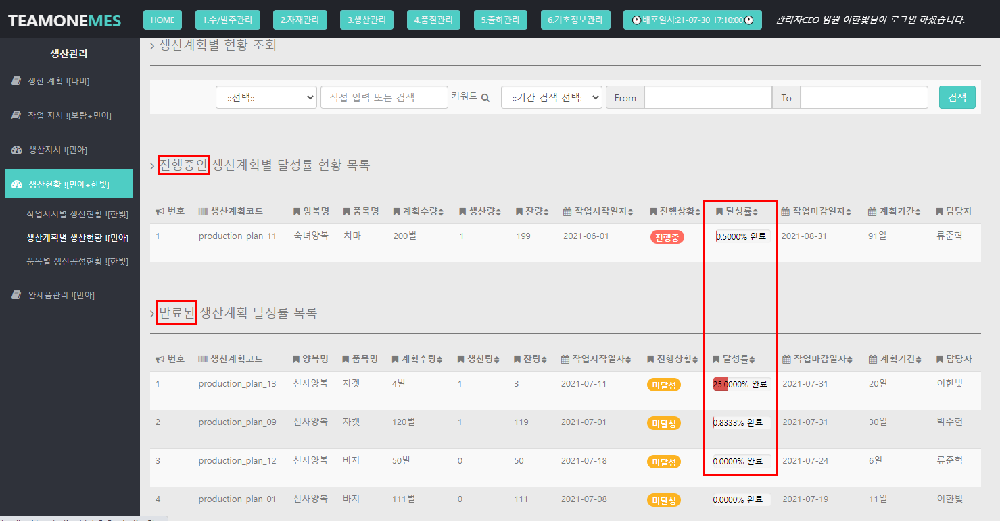 TEAMONEMES HOME 1.수/발주관리 2.자재관리 3.생산관리 4.품질관리 5.출하관리 6.기초정보관리 배포일시:21-07-30 17:10:00 관리자CEO 임원 이한빛님이 로그인 하셨습니다.
생산관리
생산 계획 ![다미]
작업 지시 ![보람+민아]
생산지시 ![민아]
생산현황 ![민아+한빛]
작업지시별 생산현황 ![한빛]
생산계획별 생산현황 ![민아]
품목별 생산공정현황 ![한빛]
완제품관리 ![민아]
> 생산계획별 현황 조회
::선택:: 직접 입력 또는 검색 키워드 ::기간 검색 선택: From To 검색
> 진행중인 생산계획별 달성률 현황 목록
번호 생산계획코드 양복명 품목명 계획수량 생산량 잔량 작업시작일자 진행상황 달성률 작업마감일자 계획기간 담당자
1 production_plan_11 숙녀양복 치마 200벌 1 199 2021-06-01 진행중 0.5000% 완료 2021-08-31 91일 류준혁
> 만료된 생산계획 달성률 목록
번호 생산계획코드 양복명 품목명 계획수량 생산량 잔량 작업시작일자 진행상황 달성률 작업마감일자 계획기간 담당자
1 production_plan_13 신사양복 자켓 4벌 1 3 2021-07-11 미달성 25.0000% 완료 2021-07-31 20일 이한빛
2 production_plan_09 신사양복 자켓 120벌 1 119 2021-07-01 미달성 0.8333% 완료 2021-07-31 30일 박수현
3 production_plan_12 신사양복 바지 50벌 0 50 2021-07-18 미달성 0.0000% 완료 2021-07-24 6일 류준혁
4 production_plan_01 신사양복 바지 111벌 0 111 2021-07-08 미달성 0.0000% 완료 2021-07-19 11일 이한빛